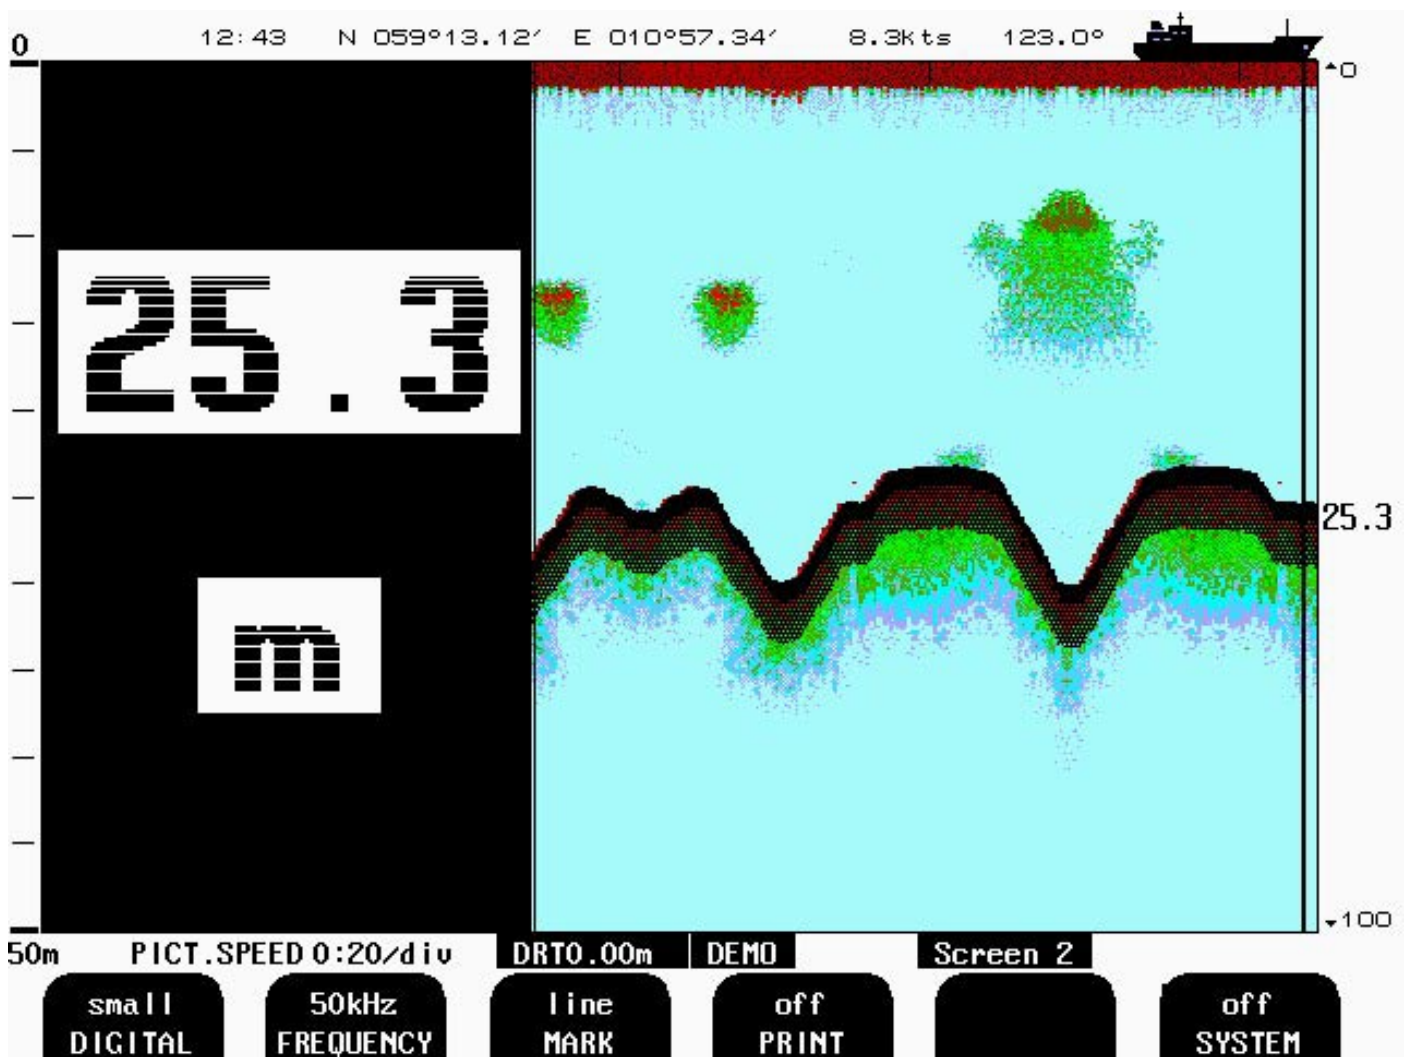 0 12:43 N 059°13.12′ E 010°57.34′ 8.3kts 123.0°
0
25.3
25.3
m
100
50m PICT.SPEED 0:20/div DRT0.00m DEMO Screen 2
small 50kHz line off off
DIGITAL FREQUENCY MARK PRINT SYSTEM